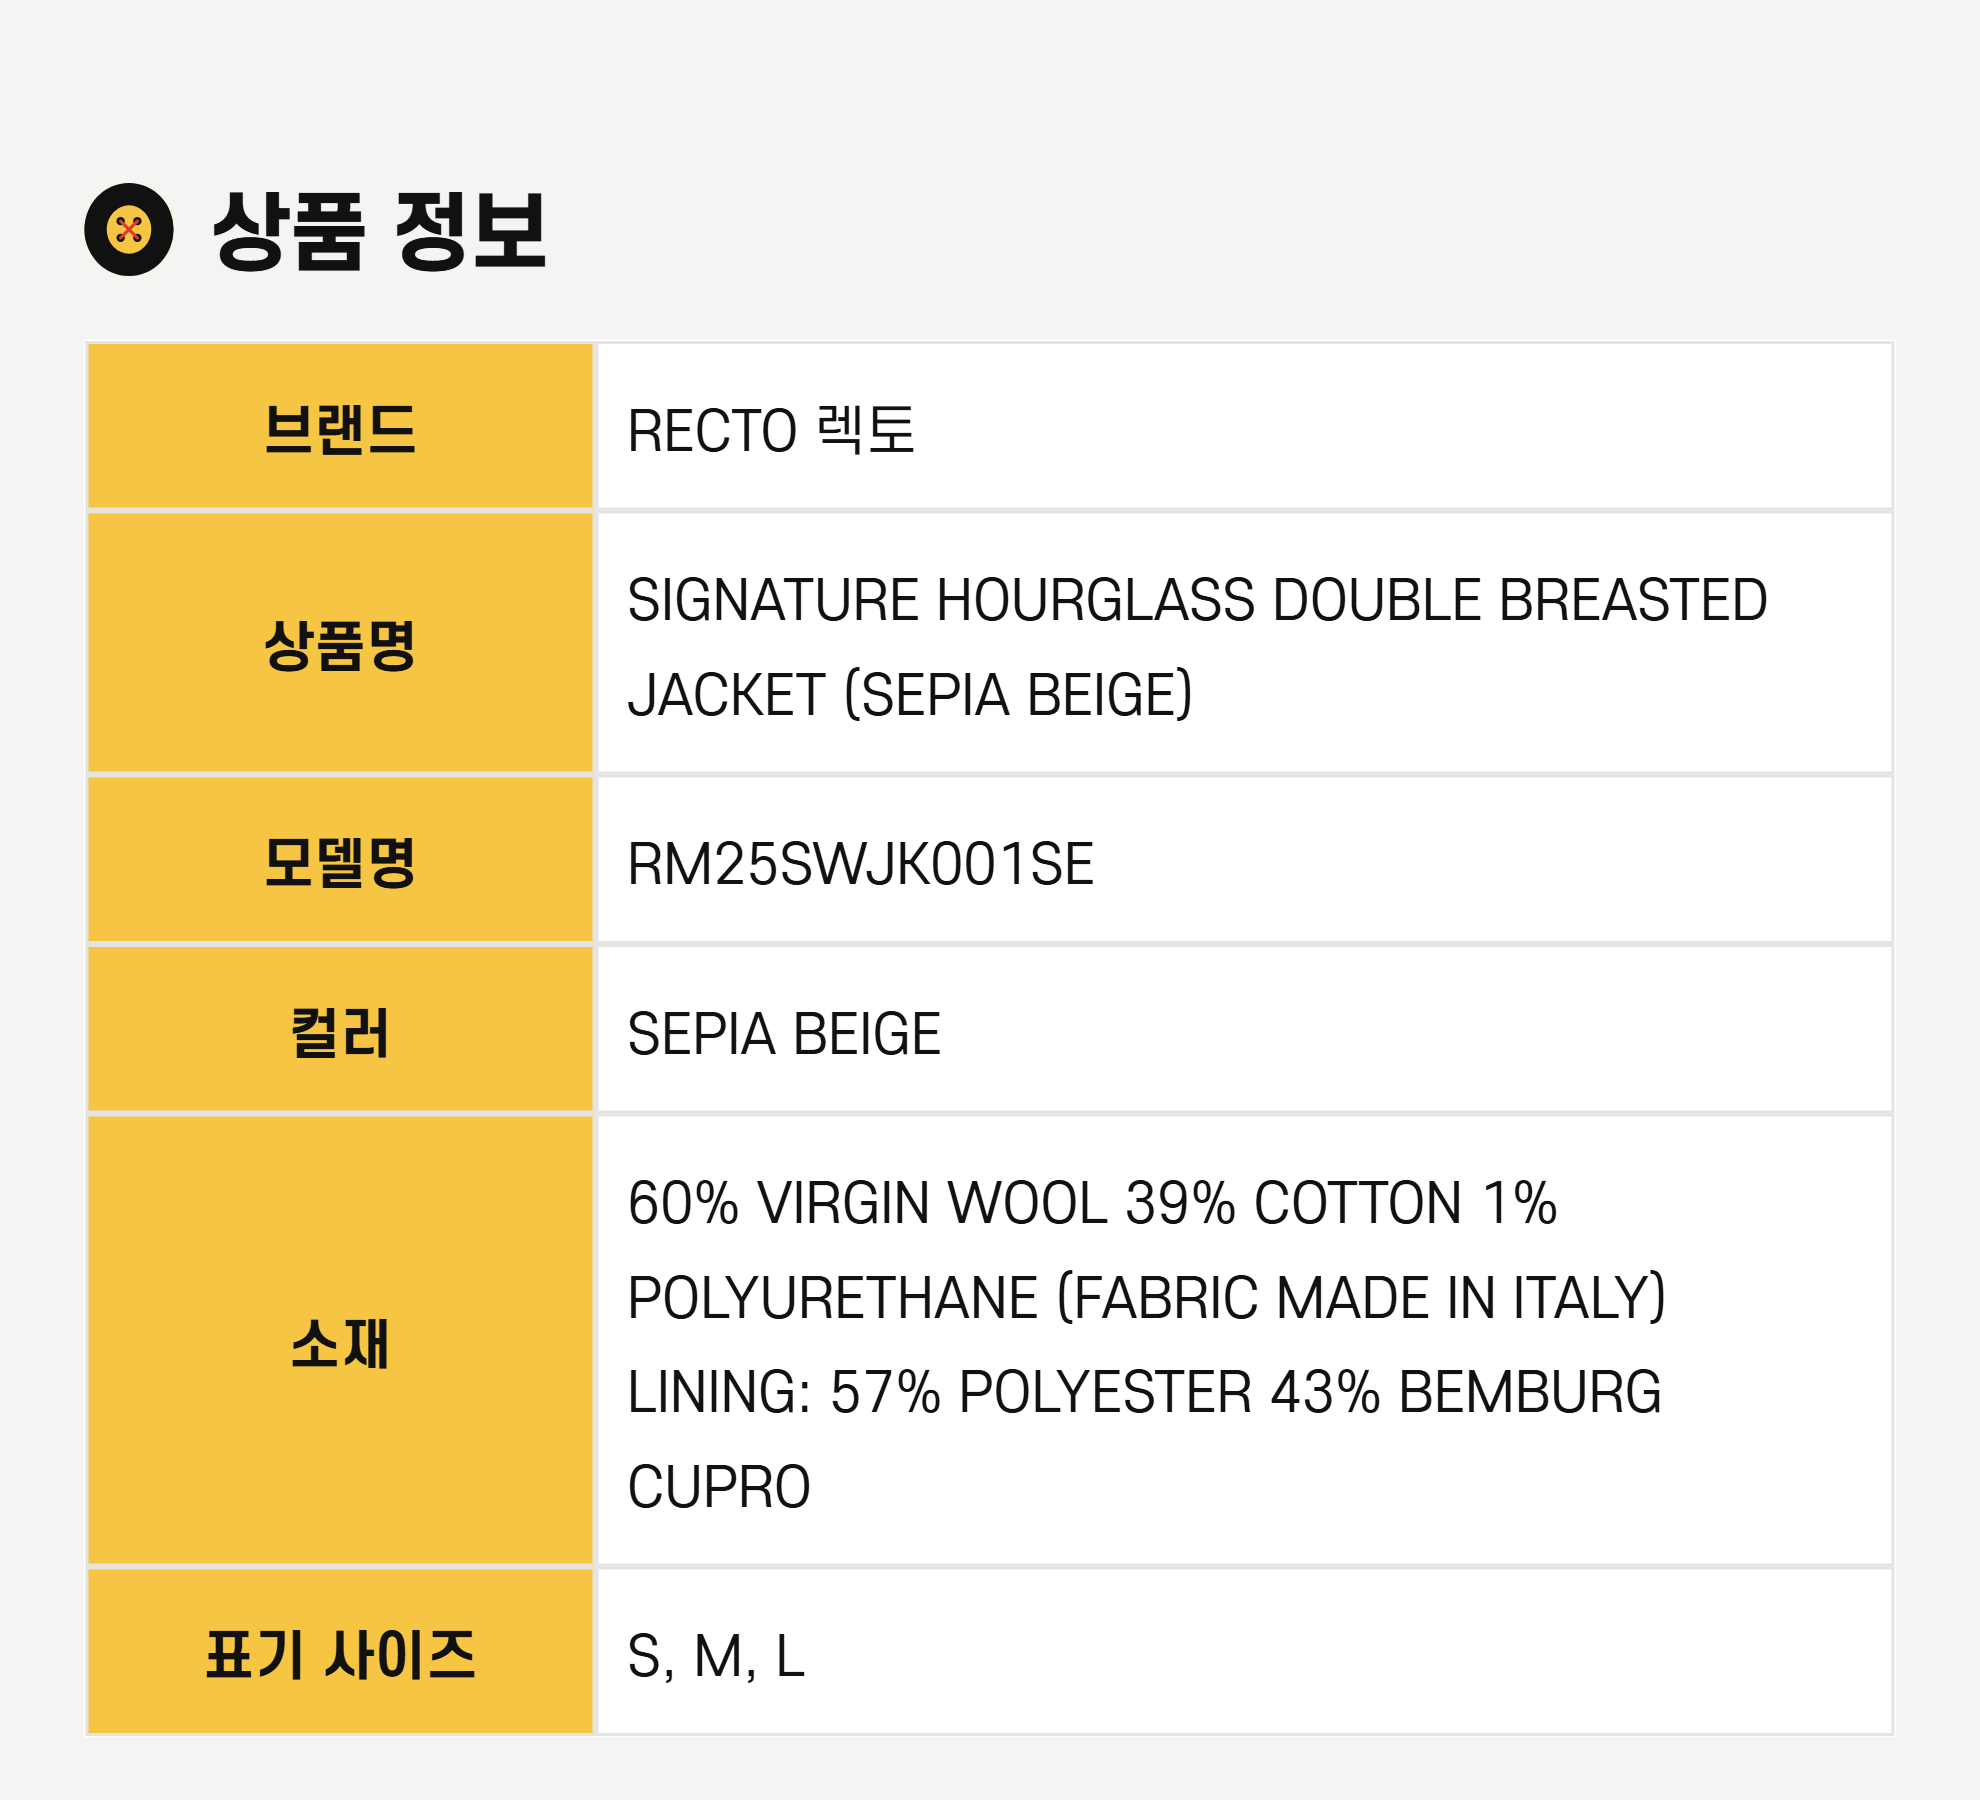 상품 정보
브랜드
RECTO 렉토
상품명
SIGNATURE HOURGLASS DOUBLE BREASTED
JACKET (SEPIA BEIGE)
모델명
RM25SWJK001SE
컬러
SEPIA BEIGE
소재
60% VIRGIN WOOL 39% COTTON 1%
POLYURETHANE (FABRIC MADE IN ITALY)
LINING: 57% POLYESTER 43% BEMBURG
CUPRO
표기 사이즈
S, M, L